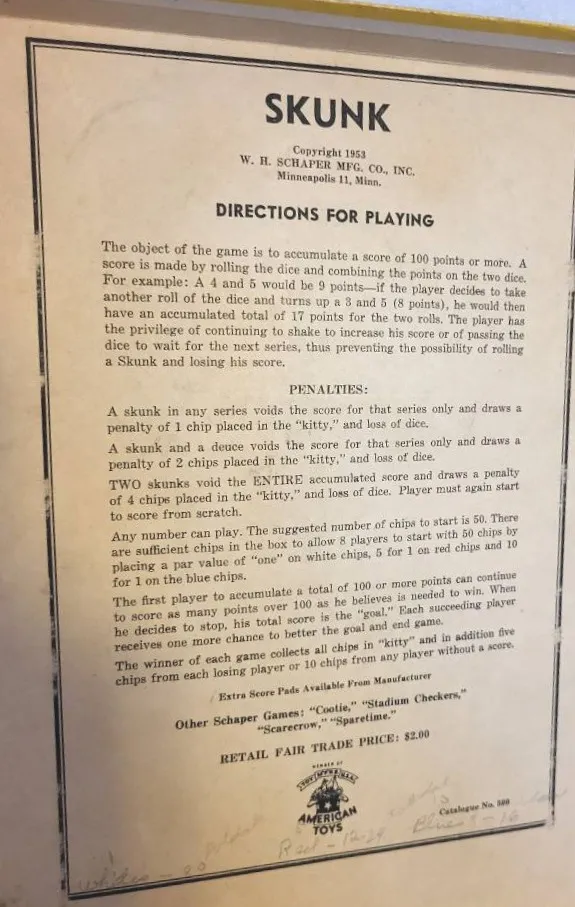 SKUNK
Copyright 1953
W. H. SCHAPER MFG. CO., INC.
Minneapolis 11, Minn.
DIRECTIONS FOR PLAYING
The object of the game is to accumulate a score of 100 points or more. A
score is made by rolling the dice and combining the points on the two dice.
For example: A 4 and 5 would be 9 points—if the player decides to take
another roll of the dice and turns up a 3 and 5 (8 points), he would then
have an accumulated total of 17 points for the two rolls. The player has
the privilege of continuing to shake to increase his score or of passing the
dice to wait for the next series, thus preventing the possibility of rolling
a Skunk and losing his score.
PENALTIES:
A skunk in any series voids the score for that series only and draws a
penalty of 1 chip placed in the "kitty," and loss of dice.
A skunk and a deuce voids the score for that series only and draws a
penalty of 2 chips placed in the "kitty," and loss of dice.
TWO skunks void the ENTIRE accumulated score and draws a penalty
of 4 chips placed in the "kitty," and loss of dice. Player must again start
to score from scratch.
Any number can play. The suggested number of chips to start is 50. There
are sufficient chips in the box to allow 8 players to start with 50 chips by
placing a par value of "one" on white chips, 5 for 1 on red chips and 10
for 1 on the blue chips.
The first player to accumulate a total of 100 or more points can continue
to score as many points over 100 as he believes is needed to win. When
he decides to stop, his total score is the "goal." Each succeeding player
receives one more chance to better the goal and end game.
The winner of each game collects all chips in "kitty" and in addition five
chips from each losing player or 10 chips from any player without a score.
Extra Score Pads Available From Manufacturer
Other Schaper Games: "Cootie," "Stadium Checkers,"
"Scarecrow," "Sparetime."
RETAIL FAIR TRADE PRICE: $2.00
MEMBER OF
AMERICAN
TOYS
Catalogue No.
Red -
Blue